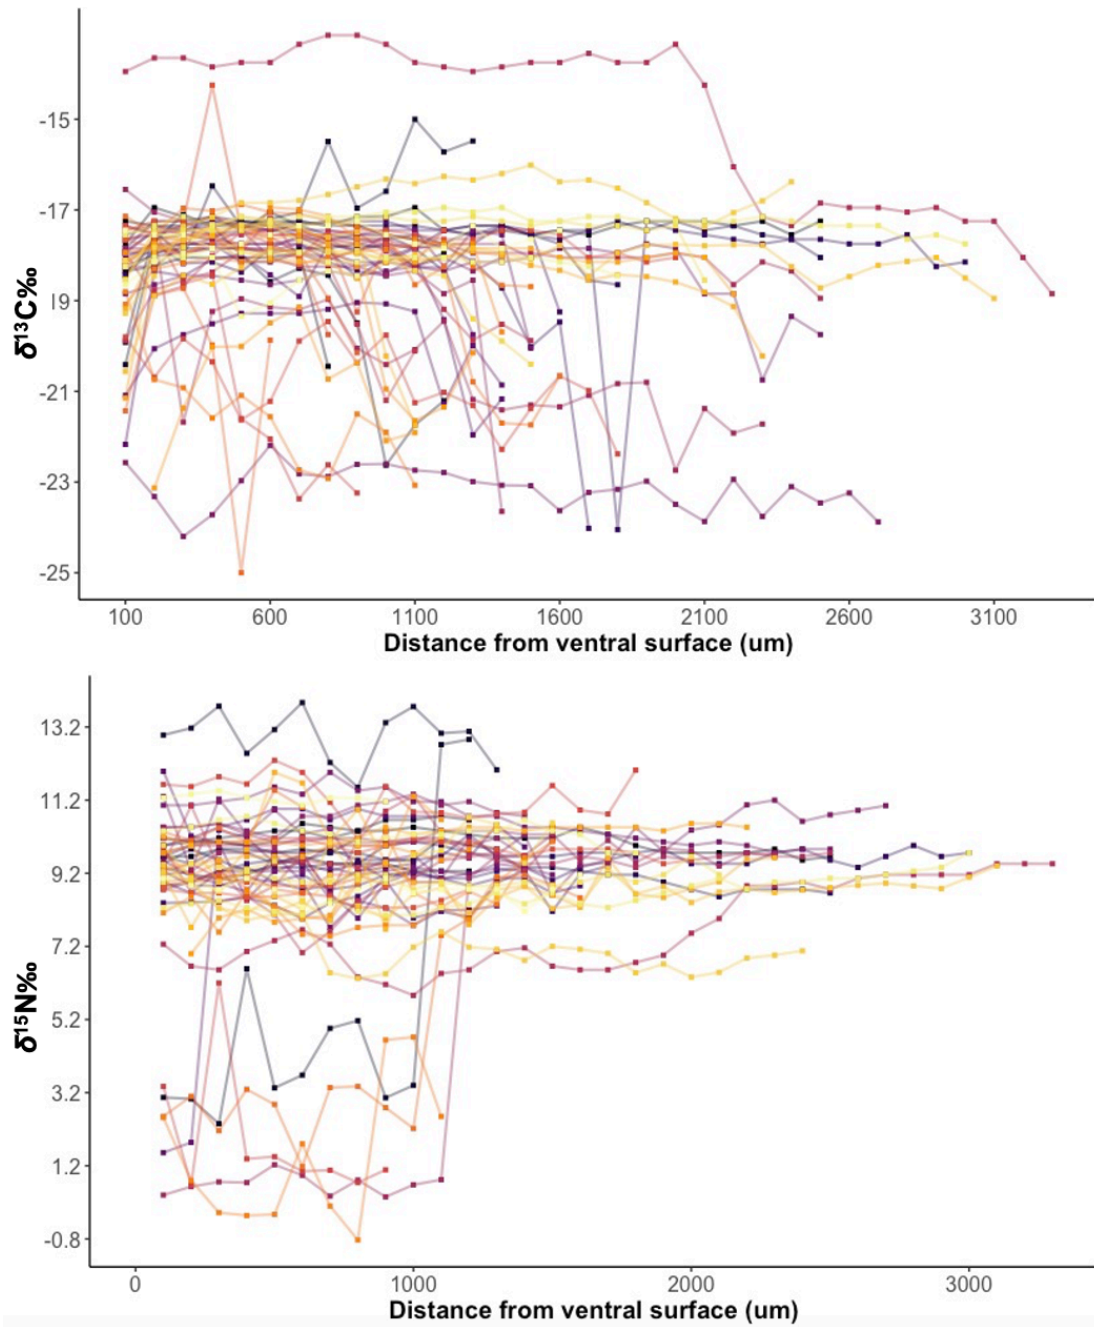 δ13C‰
-15
-17
19
-21
-23
-25
100 600 1100 1600 2100 2600 3100
Distance from ventral surface (um)
δ15N‰
13.2
11.2
9.2
7.2
5.2
3.2
1.2
-0.8
0 1000 2000 3000
Distance from ventral surface (um)